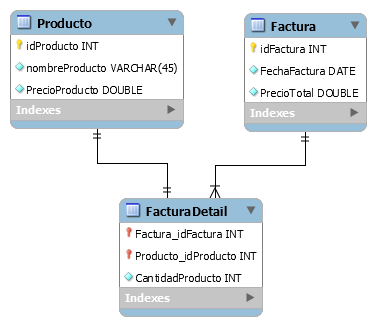 Producto
idProducto INT
nombreProducto VARCHAR(45)
PrecioProducto DOUBLE
Indexes
Factura
idFactura INT
FechaFactura DATE
PrecioTotal DOUBLE
Indexes
FacturaDetail
Factura_idFactura INT
Producto_idProducto INT
CantidadProducto INT
Indexes